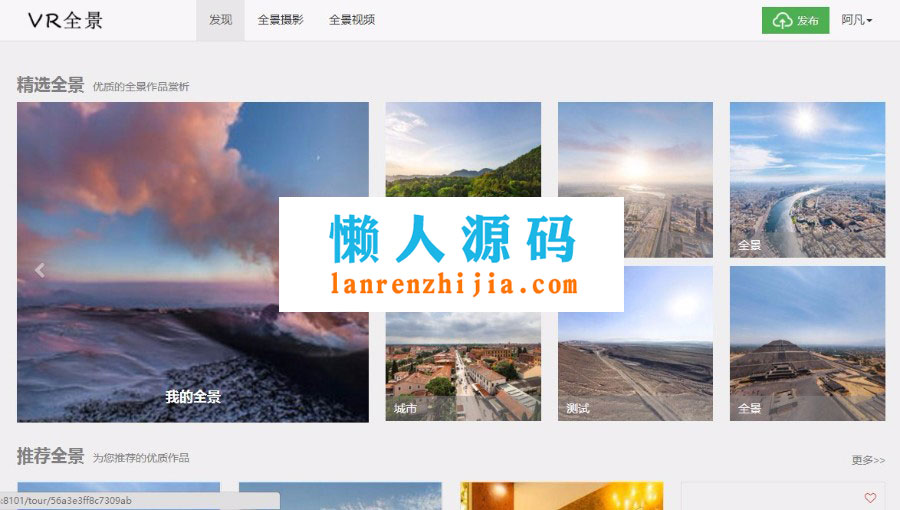 VR全景 发现 全景摄影 全景视频 发布 阿凡
精选全景 优质的全景作品赏析
全景
懒人源码
lanrenzhijia.com
我的全景
城市 测试 全景
推荐全景 为您推荐的优质作品 更多>>
:8101/tour/56a3e3ff8c7309ab